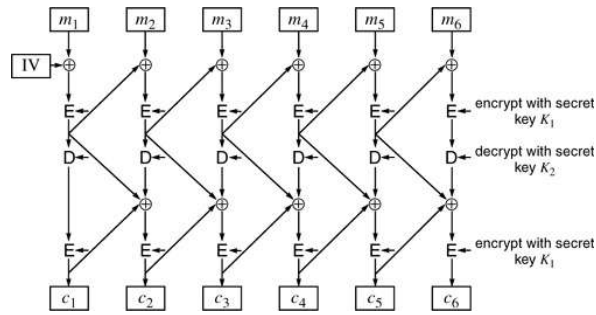 m1 m2 m3 m4 m5 m6
IV
E E E E E E encrypt with secret
key K1
D D D D D D decrypt with secret
key K2
E E E E E E encrypt with secret
key K1
c1 c2 c3 c4 c5 c6